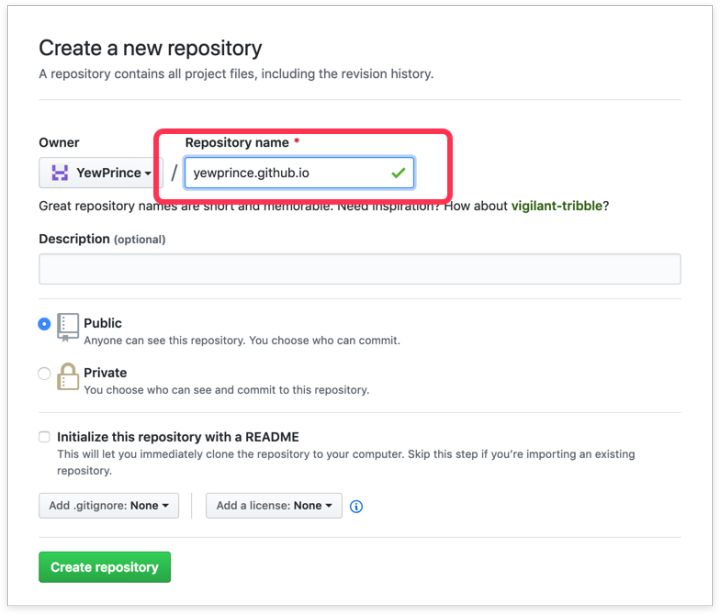 Create a new repository
A repository contains all project files, including the revision history.
Owner
Repository name *
YewPrince
/
yewprince.github.io
Great repository names are short and memorable. Need inspiration? How about vigilant-tribble?
Description (optional)
Public
Anyone can see this repository. You choose who can commit.
Private
You choose who can see and commit to this repository.
Initialize this repository with a README
This will let you immediately clone the repository to your computer. Skip this step if you're importing an existing
repository.
Add .gitignore: None
Add a license: None
Create repository